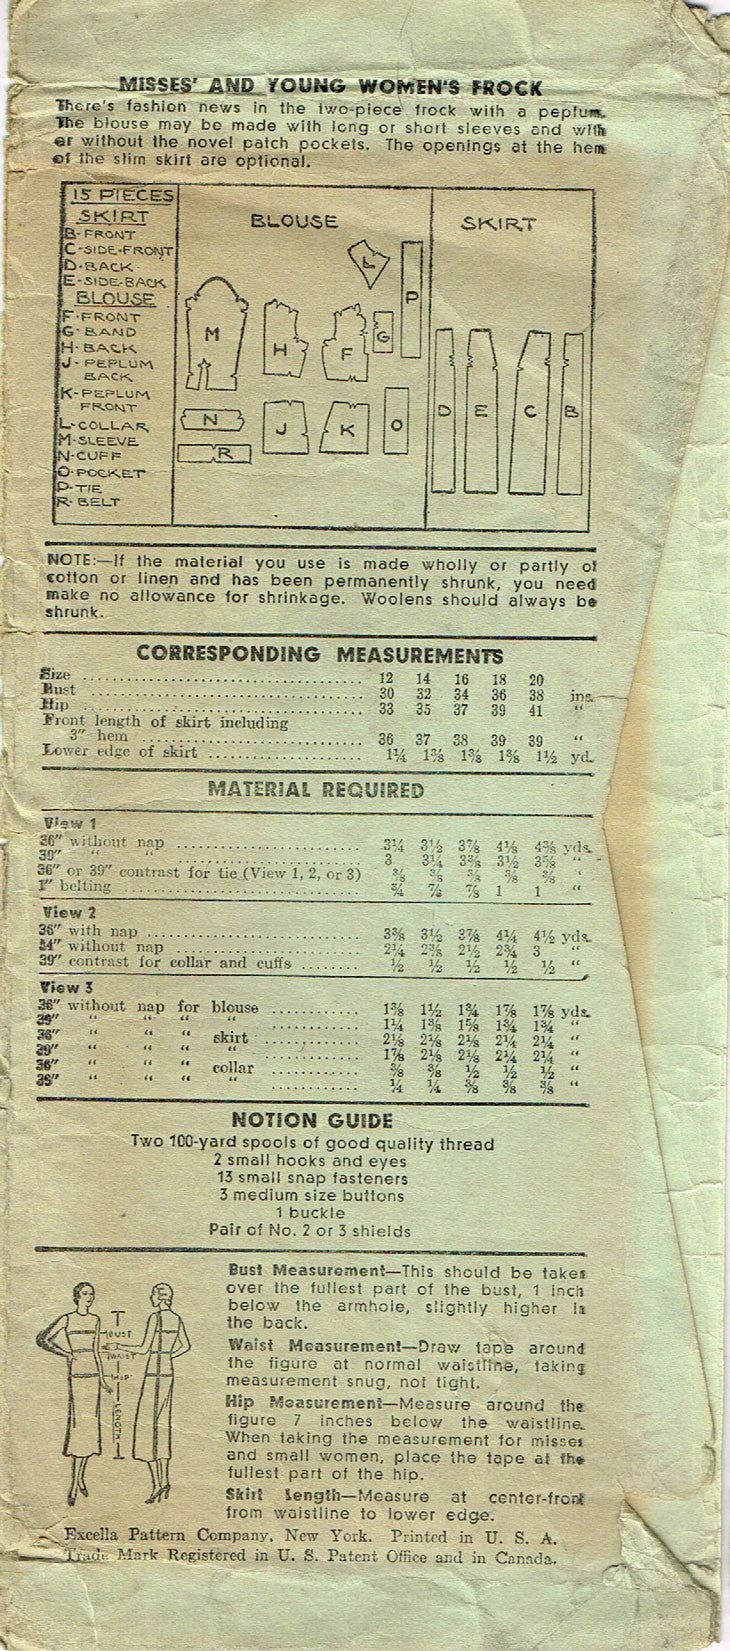 MISSES' AND YOUNG WOMEN'S FROCK
There's fashion news in the two-piece frock with a peplum.
The blouse may be made with long or short sleeves and with
or without the novel patch pockets. The openings at the hem
of the slim skirt are optional.
15 PIECES
SKIRT
B-FRONT
C-SIDE-FRONT
D-BACK
E-SIDE-BACK
BLOUSE
F-FRONT
G-BAND
H-BACK
J-PEPLUM
BACK
K-PEPLUM
FRONT
L-COLLAR
M-SLEEVE
N-CUFF
O-POCKET
P-TIE
R-BELT
BLOUSE
L
P
M
H
F
G
N
J
K
O
R
SKIRT
D
E
C
B
NOTE:—If the material you use is made wholly or partly of
cotton or linen and has been permanently shrunk, you need
make no allowance for shrinkage. Woolens should always be
shrunk.
CORRESPONDING MEASUREMENTS
Size 12 14 16 18 20
Bust 30 32 34 36 38 ins.
Hip 33 35 37 39 41 "
Front length of skirt including
3" hem 36 37 38 39 39 "
Lower edge of skirt 1¼ 1⅜ 1⅜ 1⅜ 1½ yd.
MATERIAL REQUIRED
View 1
36" without nap 3¼ 3½ 3⅞ 4⅛ 4⅜ yds.
39" " " 3 3¼ 3⅜ 3½ 3⅝ "
36" or 39" contrast for tie (View 1, 2, or 3) ⅜ ⅜ ⅜ ⅜ ⅜ "
1" belting ¾ ⅞ ⅞ 1 1 "
View 2
36" with nap 3⅜ 3½ 3⅞ 4¼ 4½ yds.
54" without nap 2¼ 2⅜ 2½ 2¾ 3 "
39" contrast for collar and cuffs ½ ½ ½ ½ ½ "
View 3
36" without nap for blouse 1⅜ 1½ 1¾ 1⅞ 1⅞ yds.
39" " " " " 1¼ 1⅜ 1⅝ 1¾ 1¾ "
36" " " " skirt 2⅛ 2⅛ 2⅛ 2¼ 2¼ "
39" " " " " 1⅞ 2⅛ 2⅛ 2¼ 2¼ "
36" " " " collar ⅜ ⅜ ½ ½ ½ "
39" " " " " ¼ ¼ ⅜ ⅜ ⅜ "
NOTION GUIDE
Two 100-yard spools of good quality thread
2 small hooks and eyes
13 small snap fasteners
3 medium size buttons
1 buckle
Pair of No. 2 or 3 shields
BUST
WAIST
HIP
LENGTH
Bust Measurement—This should be taken
over the fullest part of the bust, 1 inch
below the armhole, slightly higher in
the back.
Waist Measurement—Draw tape around
the figure at normal waistline, taking
measurement snug, not tight.
Hip Measurement—Measure around the
figure 7 inches below the waistline.
When taking the measurement for misses
and small women, place the tape at the
fullest part of the hip.
Skirt Length—Measure at center-front
from waistline to lower edge.
Excella Pattern Company, New York. Printed in U. S. A.
Trade Mark Registered in U. S. Patent Office and in Canada.